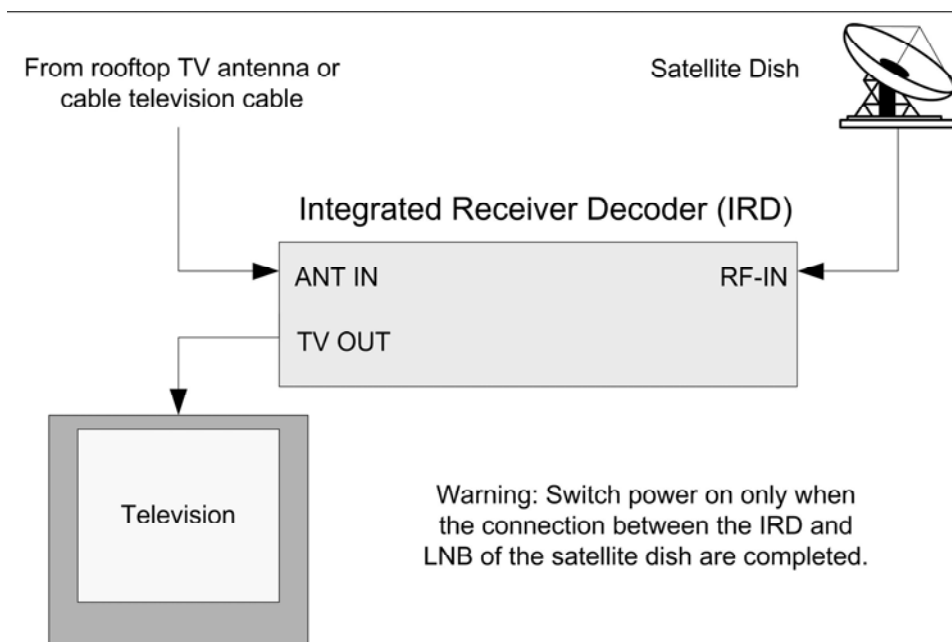 From rooftop TV antenna or
cable television cable
Satellite Dish
Integrated Receiver Decoder (IRD)
ANT IN
RF-IN
TV OUT
Television
Warning: Switch power on only when
the connection between the IRD and
LNB of the satellite dish are completed.